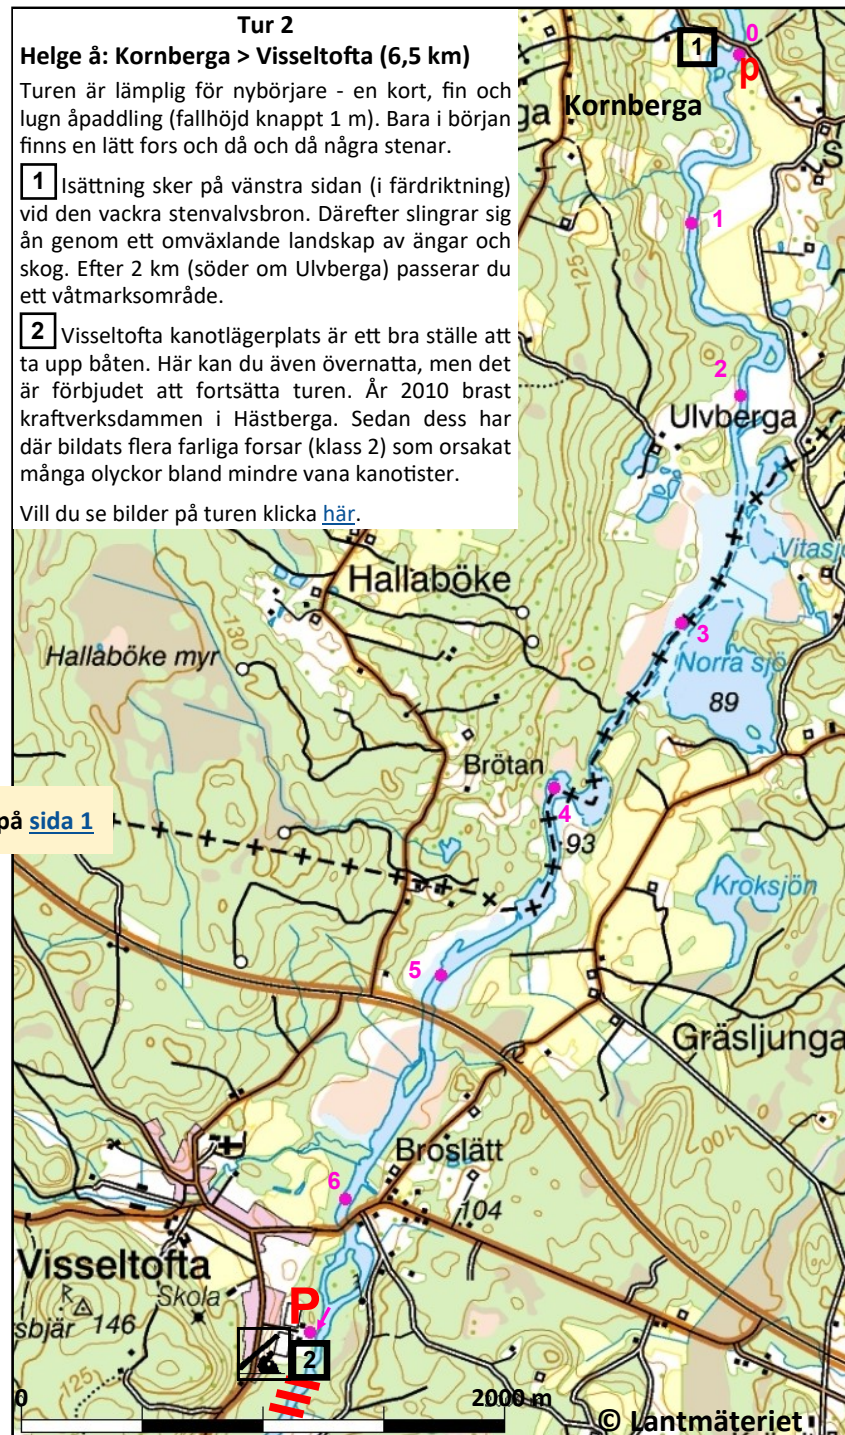 Tur 2
Helge å: Kornberga > Visseltofta (6,5 km)
Turen är lämplig för nybörjare - en kort, fin och
lugn åpaddling (fallhöjd knappt 1 m). Bara i början
finns en lätt fors och då och då några stenar.
1 Isättning sker på vänstra sidan (i färdriktning)
vid den vackra stenvalvsbron. Därefter slingrar sig
ån genom ett omväxlande landskap av ängar och
skog. Efter 2 km (söder om Ulvberga) passerar du
ett våtmarksområde.
2 Visseltofta kanotlägerplats är ett bra ställe att
ta upp båten. Här kan du även övernatta, men det
är förbjudet att fortsätta turen. År 2010 brast
kraftverksdammen i Hästberga. Sedan dess har
där bildats flera farliga forsar (klass 2) som orsakat
många olyckor bland mindre vana kanotister.
Vill du se bilder på turen klicka här.
0
1
p
Kornberga
ga
S
1
125
2
Ulvberga
Vitasj
Hallaböke
3
130
Hallaböke myr
Norra sjö
89
Brötan
4
på sida 1
93
Kroksjön
5
Gräsljunga
100
Broslätt
6
104
Visseltofta
R
Skola
P
sbjär 146
2
125
0
2000 m
© Lantmäteriet